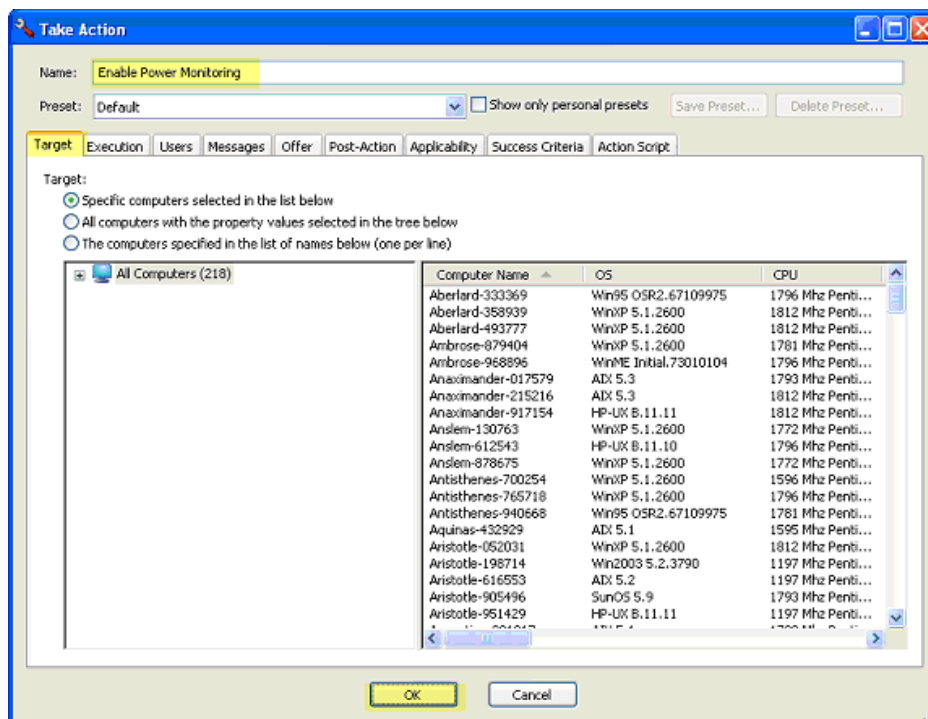 Take Action
Name: Enable Power Monitoring
Preset: Default Show only personal presets Save Preset... Delete Preset...
Target Execution Users Messages Offer Post-Action Applicability Success Criteria Action Script
Target:
Specific computers selected in the list below
All computers with the property values selected in the tree below
The computers specified in the list of names below (one per line)
All Computers (218)
Computer Name OS CPU
Aberlard-333369 Win95 OSR2.67109975 1796 Mhz Penti...
Aberlard-358939 WinXP 5.1.2600 1812 Mhz Penti...
Aberlard-493777 WinXP 5.1.2600 1812 Mhz Penti...
Ambrose-879404 WinXP 5.1.2600 1781 Mhz Penti...
Ambrose-968896 WinME Initial.73010104 1796 Mhz Penti...
Anaximander-017579 AIX 5.3 1793 Mhz Penti...
Anaximander-215216 AIX 5.3 1812 Mhz Penti...
Anaximander-917154 HP-UX B.11.11 1812 Mhz Penti...
Anslem-130763 WinXP 5.1.2600 1772 Mhz Penti...
Anslem-612543 HP-UX B.11.10 1796 Mhz Penti...
Anslem-878675 WinXP 5.1.2600 1772 Mhz Penti...
Antisthenes-700254 WinXP 5.1.2600 1596 Mhz Penti...
Antisthenes-765718 WinXP 5.1.2600 1796 Mhz Penti...
Antisthenes-940668 Win95 OSR2.67109975 1781 Mhz Penti...
Aquinas-432929 AIX 5.1 1595 Mhz Penti...
Aristotle-052031 WinXP 5.1.2600 1812 Mhz Penti...
Aristotle-198714 Win2003 5.2.3790 1197 Mhz Penti...
Aristotle-616553 AIX 5.2 1197 Mhz Penti...
Aristotle-905496 SunOS 5.9 1793 Mhz Penti...
Aristotle-951429 HP-UX B.11.11 1197 Mhz Penti...
OK Cancel